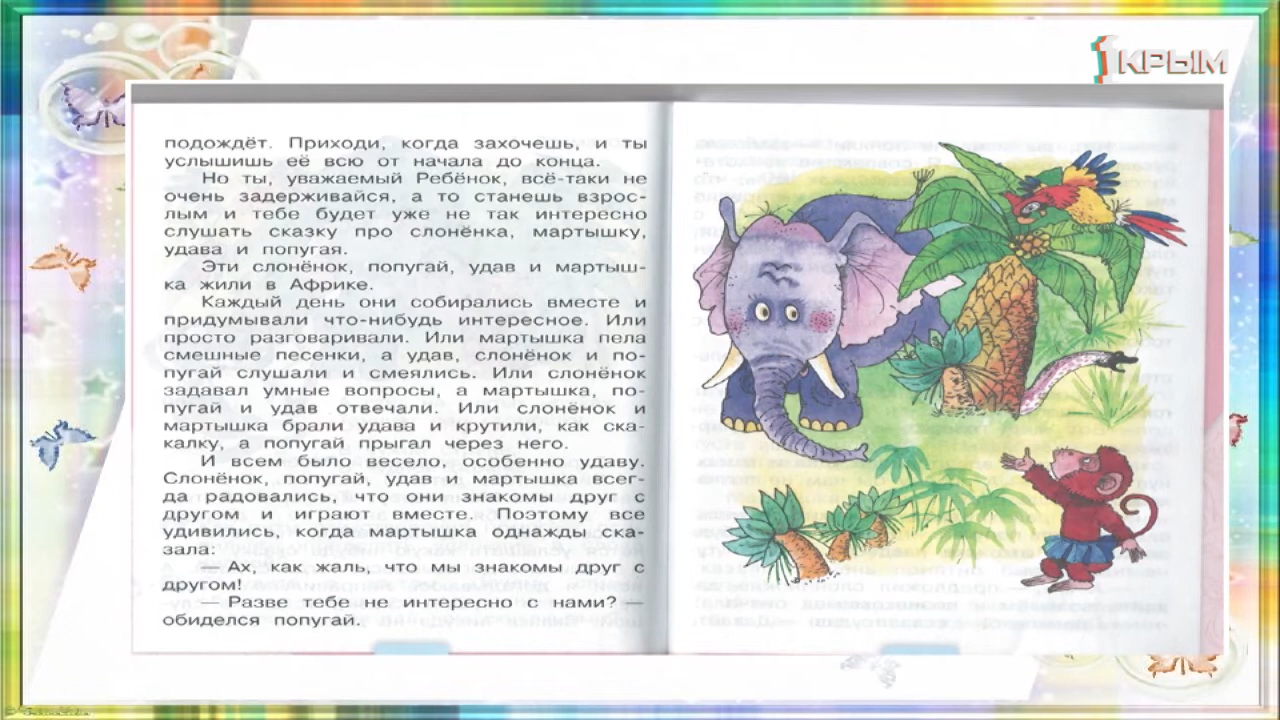 1 КРЫМ
подождёт. Приходи, когда захочешь, и ты
услышишь её всю от начала до конца.
Но ты, уважаемый Ребёнок, всё-таки не
очень задерживайся, а то станешь взрос-
лым и тебе будет уже не так интересно
слушать сказку про слонёнка, мартышку,
удава и попугая.
Эти слонёнок, попугай, удав и мартыш-
ка жили в Африке.
Каждый день они собирались вместе и
придумывали что-нибудь интересное. Или
просто разговаривали. Или мартышка пела
смешные песенки, а удав, слонёнок и по-
пугай слушали и смеялись. Или слонёнок
задавал умные вопросы, а мартышка, по-
пугай и удав отвечали. Или слонёнок и
мартышка брали удава и крутили, как ска-
калку, а попугай прыгал через него.
И всем было весело, особенно удаву.
Слонёнок, попугай, удав и мартышка всег-
да радовались, что они знакомы друг с
другом и играют вместе. Поэтому все
удивились, когда мартышка однажды ска-
зала:
— Ах, как жаль, что мы знакомы друг с
другом!
— Разве тебе не интересно с нами? —
обиделся попугай.